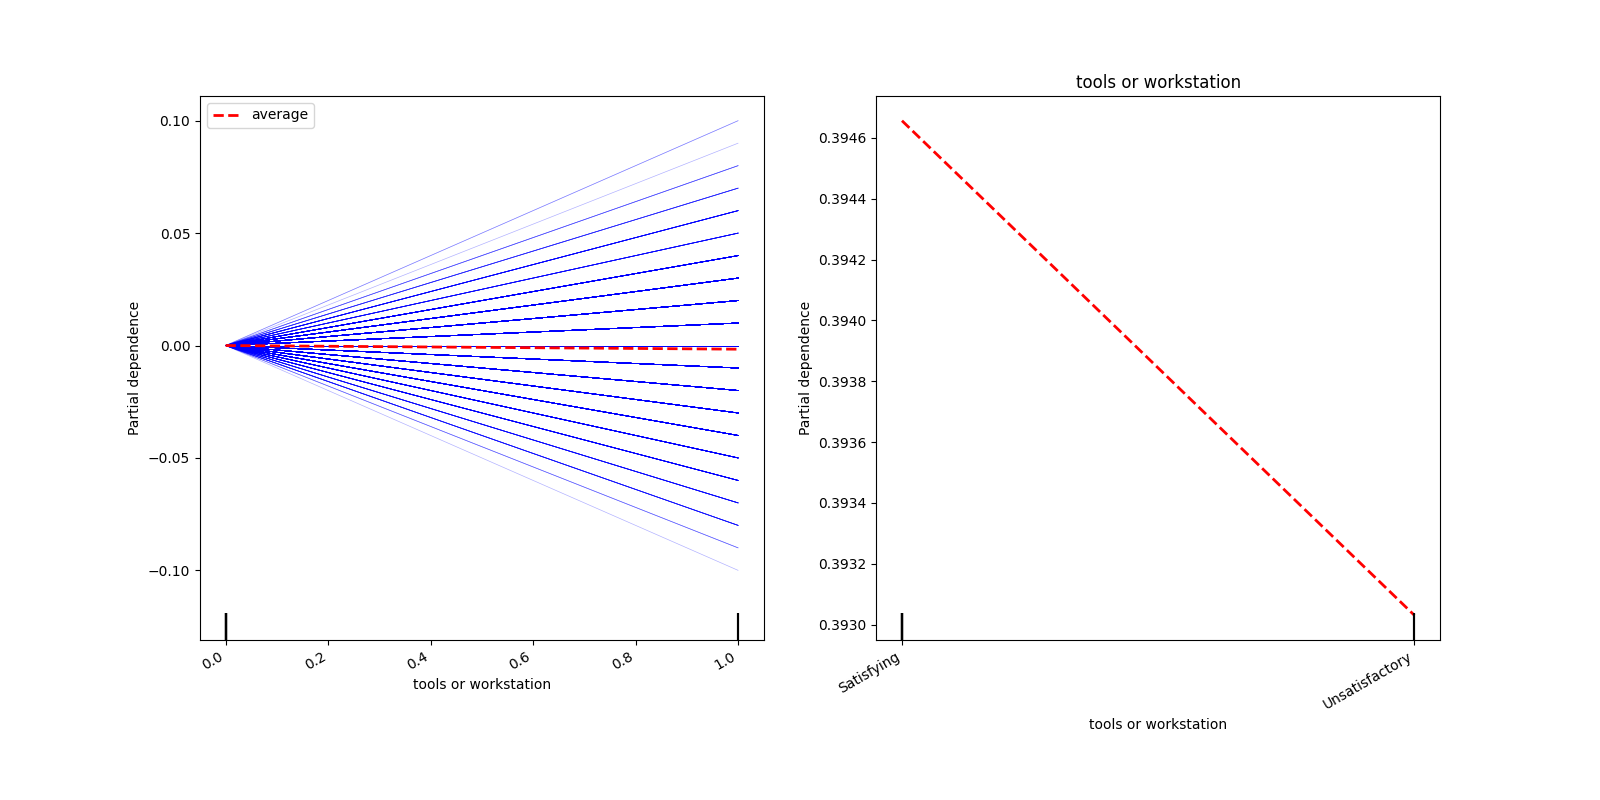 average
0.10
0.05
0.00
−0.05
−0.10
Partial dependence
0.0
0.2
0.4
0.6
0.8
1.0
tools or workstation
tools or workstation
0.3946
0.3944
0.3942
0.3940
0.3938
0.3936
0.3934
0.3932
0.3930
Partial dependence
Satisfying
Unsatisfactory
tools or workstation